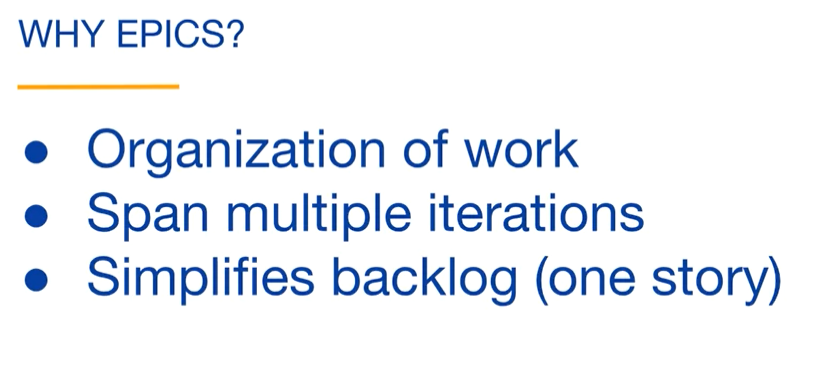 WHY EPICS?
● Organization of work
● Span multiple iterations
● Simplifies backlog (one story)